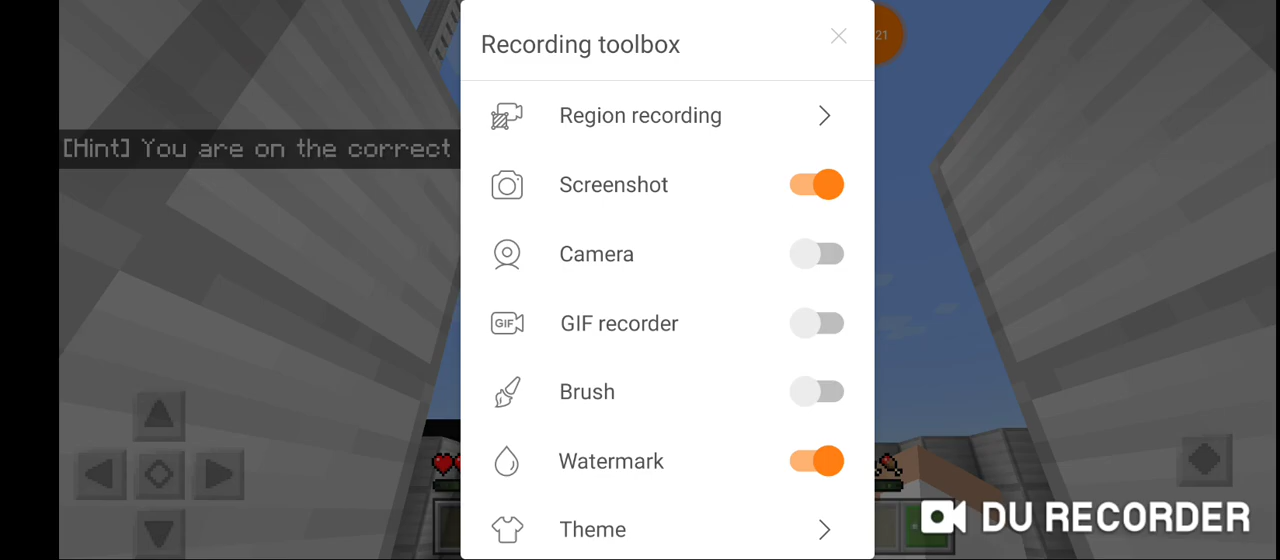 Recording toolbox
21
Region recording
[Hint] You are on the correct
Screenshot
Camera
GIF
GIF recorder
Brush
Watermark
DU RECORDER
Theme